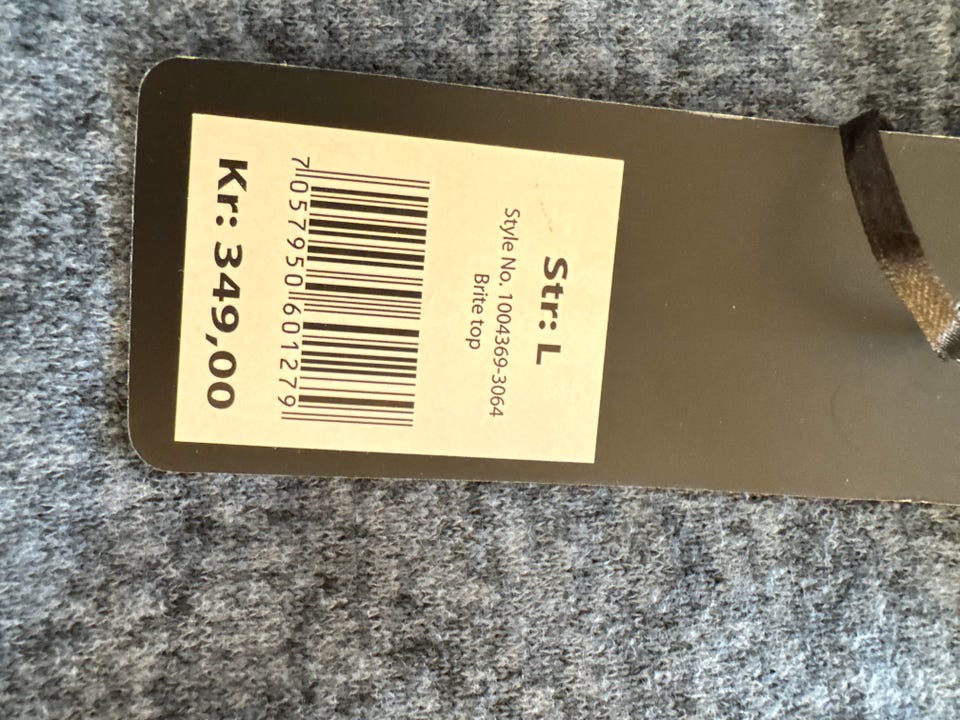 Str: L
Style No. 1004369-3064
Brite top
7057950601279
Kr: 349,00